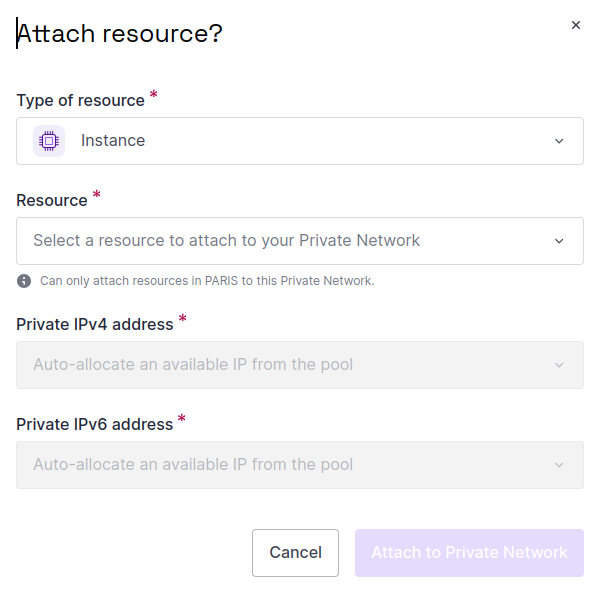 Attach resource?
Type of resource *
Instance
Resource *
Select a resource to attach to your Private Network
Can only attach resources in PARIS to this Private Network.
Private IPv4 address *
Auto-allocate an available IP from the pool
Private IPv6 address *
Auto-allocate an available IP from the pool
Cancel Attach to Private Network